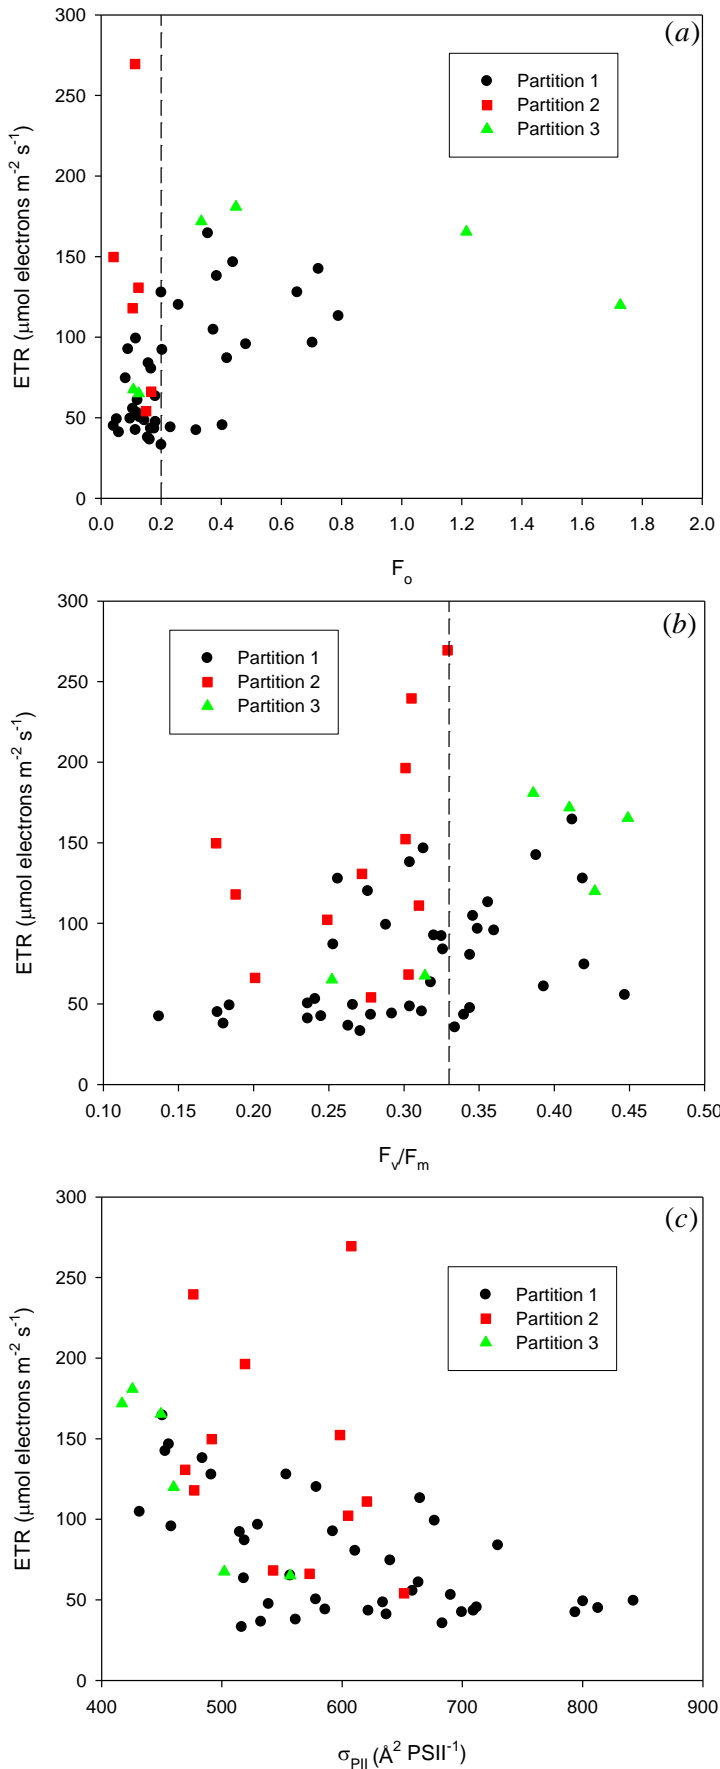 (a)
300
250
200
150
100
50
0
ETR (μmol electrons m⁻² s⁻¹)
Partition 1
Partition 2
Partition 3
0.0 0.2 0.4 0.6 0.8 1.0 1.2 1.4 1.6 1.8 2.0
Fₒ
(b)
300
250
200
150
100
50
0
ETR (μmol electrons m⁻² s⁻¹)
Partition 1
Partition 2
Partition 3
0.10 0.15 0.20 0.25 0.30 0.35 0.40 0.45 0.50
Fᵥ/Fₘ
(c)
300
250
200
150
100
50
0
ETR (μmol electrons m⁻² s⁻¹)
Partition 1
Partition 2
Partition 3
400 500 600 700 800 900
σPII (Å² PSII⁻¹)